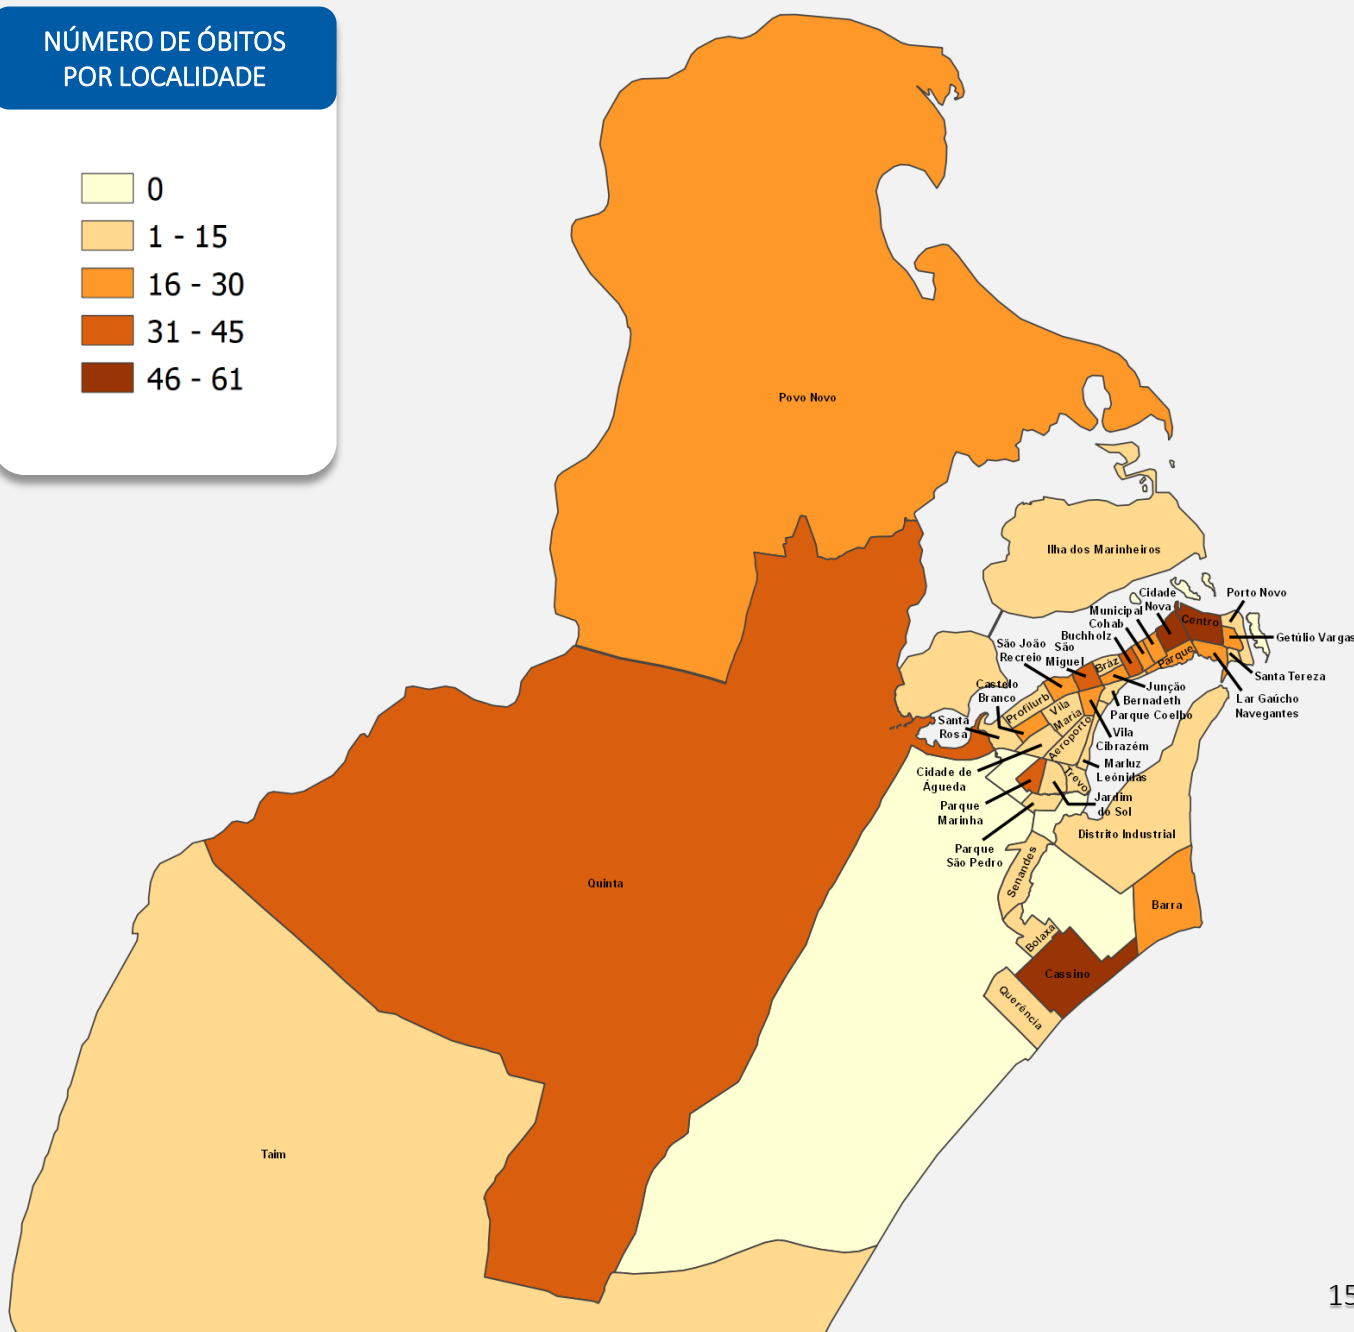 NÚMERO DE ÓBITOS
POR LOCALIDADE
0
1 - 15
16 - 30
31 - 45
46 - 61
Povo Novo
Ilha dos Marinheiros
Cidade
Nova
Porto Novo
Municipal
Cohab
Buchholz
Centro
Getúlio Vargas
São João
Recreio
São
Miguel
Bráz
Parque
Santa Tereza
Castelo
Branco
Junção
Bernadeth
Parque Coelho
Lar Gaúcho
Navegantes
Profilurb
Vila
Maria
Santa
Rosa
Aeroporto
Vila
Cibrazém
Cidade de
Águeda
Trevo
Marluz
Leónidas
Parque
Marinha
Jardim
do Sol
Distrito Industrial
Parque
São Pedro
Senandes
Quinta
Barra
Bolaxa
Cassino
Querência
Taim
15